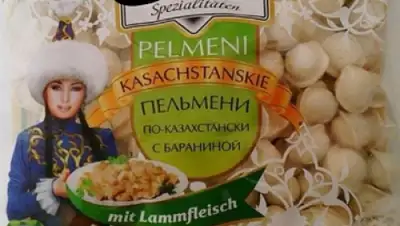 Spezialitäten
PELMENI
KASACHSTANSKIE
ПЕЛЬМЕНИ
ПО-КАЗАХСТАНСКИ
С БАРАНИНОЙ
mit Lammfleisch